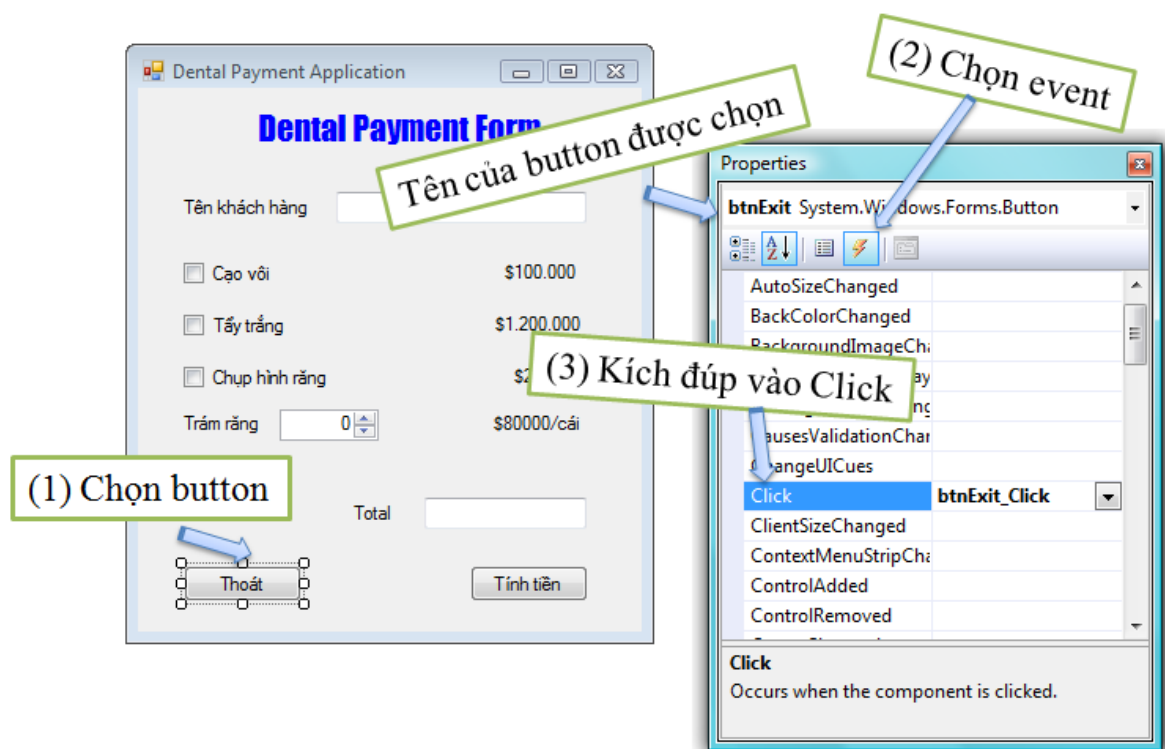 Dental Payment Application
Dental Payment Form
Tên khách hàng
Cạo vôi $100.000
Tẩy trắng $1.200.000
Chụp hình răng
Trám răng 0 $80000/cái
Total
Thoát Tính tiền
(1) Chọn button
Tên của button được chọn
(2) Chọn event
(3) Kích đúp vào Click
Properties
btnExit System.Windows.Forms.Button
AutoSizeChanged
BackColorChanged
BackgroundImageCha
ChangeUICues
Click btnExit_Click
ClientSizeChanged
ContextMenuStripCha
ControlAdded
ControlRemoved
Click
Occurs when the component is clicked.